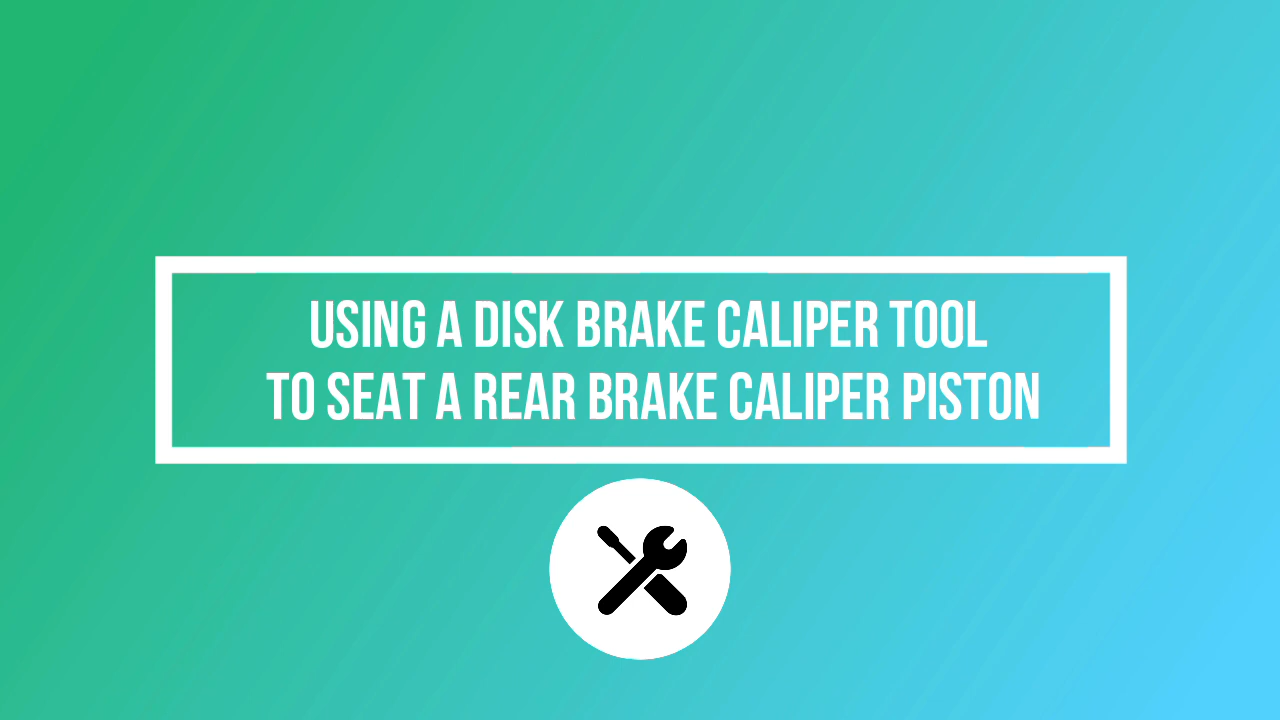 USING A DISK BRAKE CALIPER TOOL
TO SEAT A REAR BRAKE CALIPER PISTON